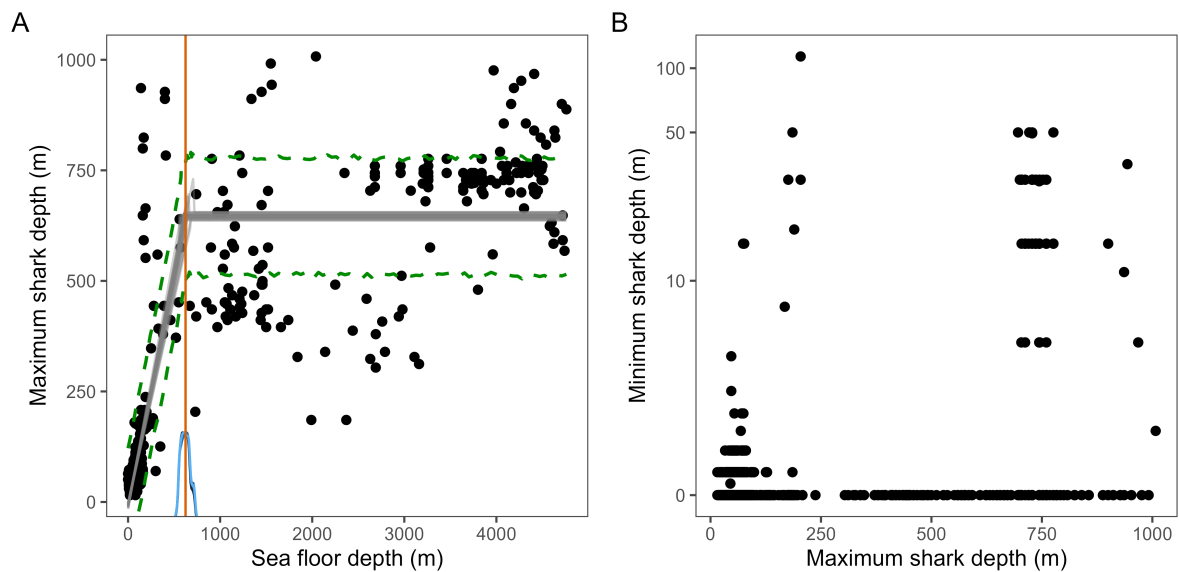 A
Maximum shark depth (m)
1000
750
500
250
0
0 1000 2000 3000 4000
Sea floor depth (m)
B
Minimum shark depth (m)
100
50
10
0
0 250 500 750 1000
Maximum shark depth (m)